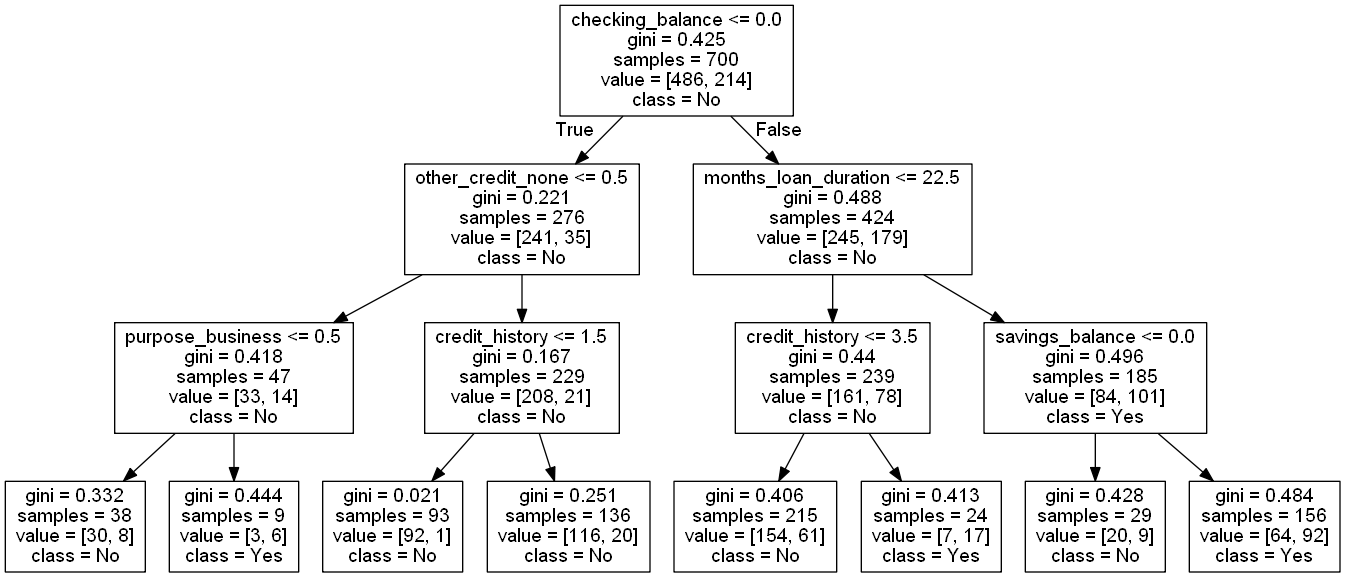 checking_balance <= 0.0
gini = 0.425
samples = 700
value = [486, 214]
class = No
True
False
other_credit_none <= 0.5
gini = 0.221
samples = 276
value = [241, 35]
class = No
months_loan_duration <= 22.5
gini = 0.488
samples = 424
value = [245, 179]
class = No
purpose_business <= 0.5
gini = 0.418
samples = 47
value = [33, 14]
class = No
credit_history <= 1.5
gini = 0.167
samples = 229
value = [208, 21]
class = No
credit_history <= 3.5
gini = 0.44
samples = 239
value = [161, 78]
class = No
savings_balance <= 0.0
gini = 0.496
samples = 185
value = [84, 101]
class = Yes
gini = 0.332
samples = 38
value = [30, 8]
class = No
gini = 0.444
samples = 9
value = [3, 6]
class = Yes
gini = 0.021
samples = 93
value = [92, 1]
class = No
gini = 0.251
samples = 136
value = [116, 20]
class = No
gini = 0.406
samples = 215
value = [154, 61]
class = No
gini = 0.413
samples = 24
value = [7, 17]
class = Yes
gini = 0.428
samples = 29
value = [20, 9]
class = No
gini = 0.484
samples = 156
value = [64, 92]
class = Yes